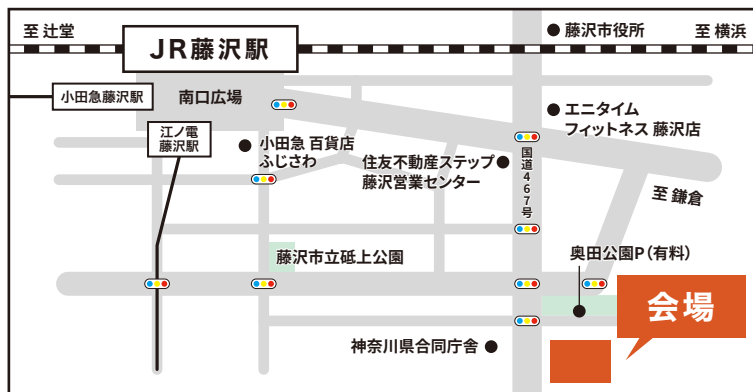 至 辻堂
JR藤沢駅
藤沢市役所
至 横浜
小田急藤沢駅
南口広場
エニタイム
フィットネス 藤沢店
江ノ電
藤沢駅
小田急 百貨店
ふじさわ
住友不動産ステップ
藤沢営業センター
国道467号
至 鎌倉
藤沢市立砥上公園
奥田公園P（有料）
会場
神奈川県合同庁舎